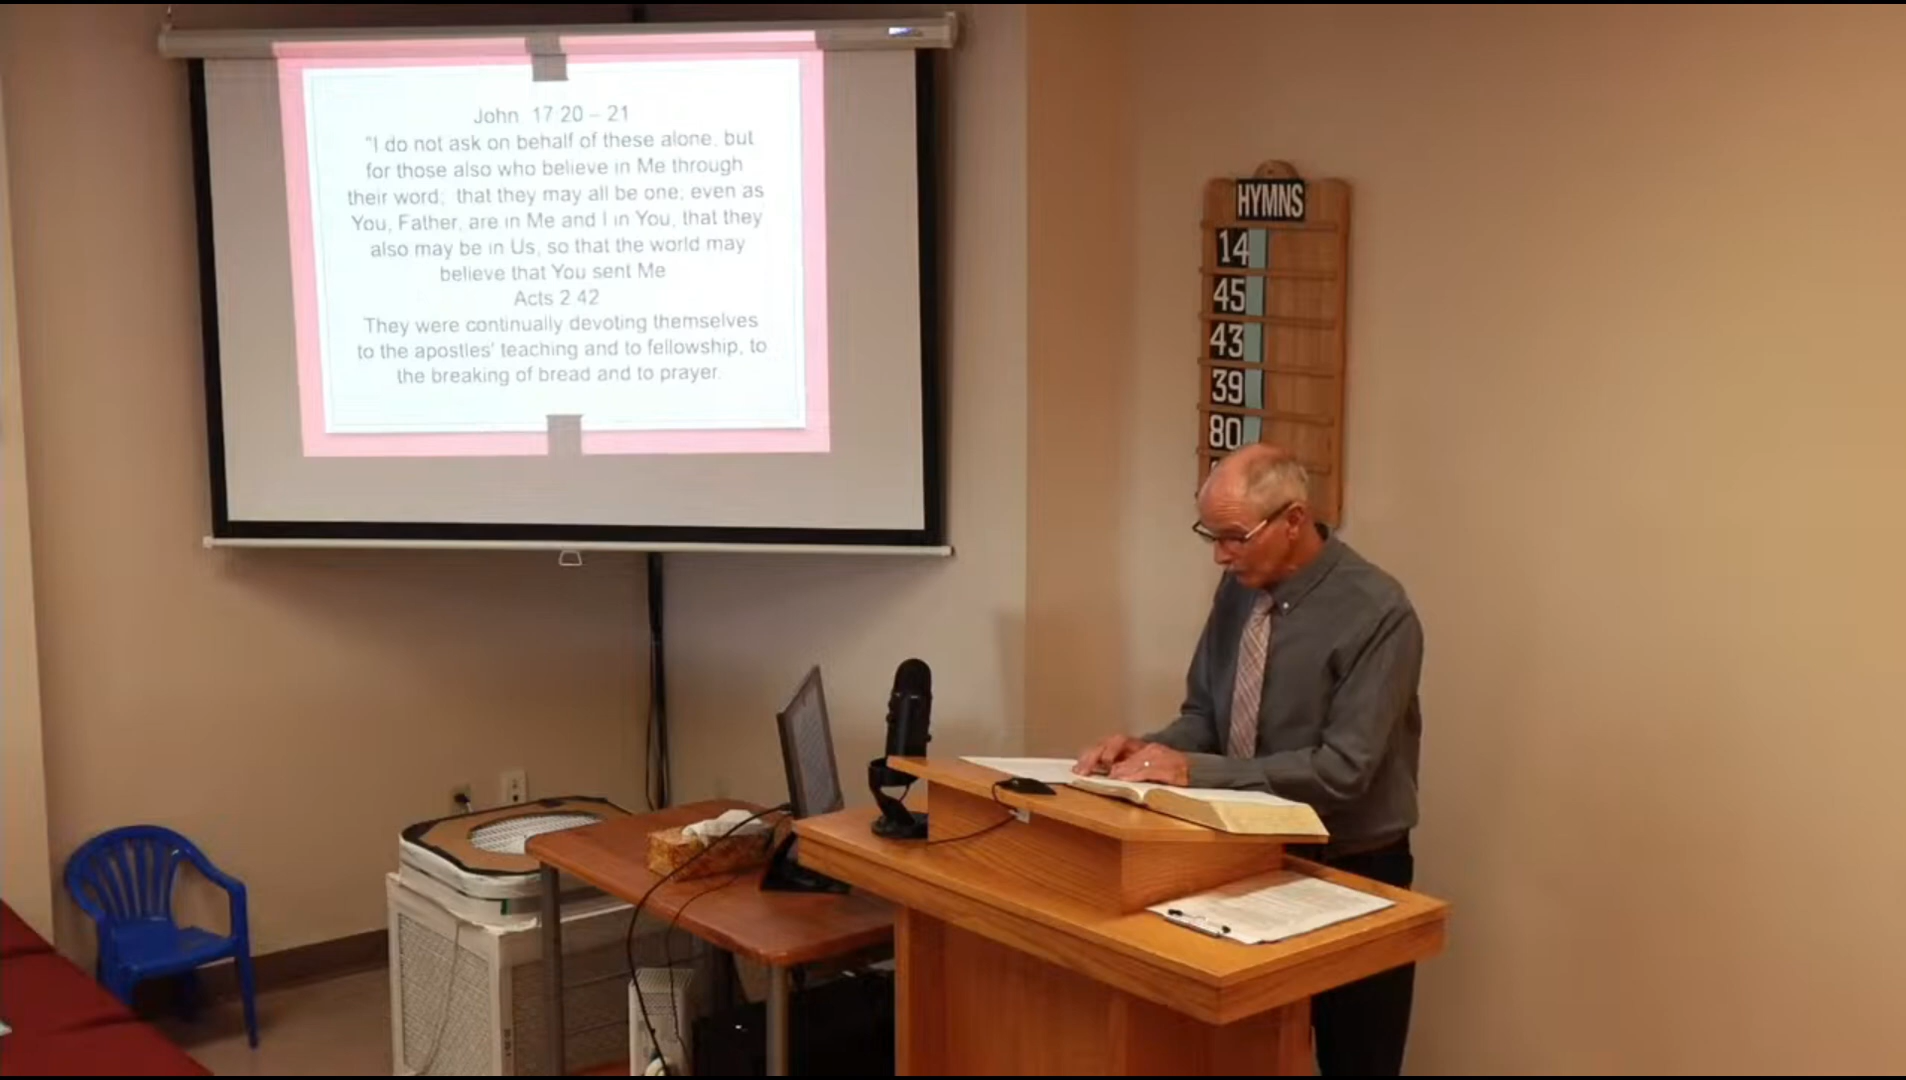 John 17 20 – 21
"I do not ask on behalf of these alone, but
for those also who believe in Me through
their word; that they may all be one; even as
You, Father, are in Me and I in You, that they
also may be in Us, so that the world may
believe that You sent Me
Acts 2 42
They were continually devoting themselves
to the apostles' teaching and to fellowship, to
the breaking of bread and to prayer.
HYMNS
14
45
43
39
80